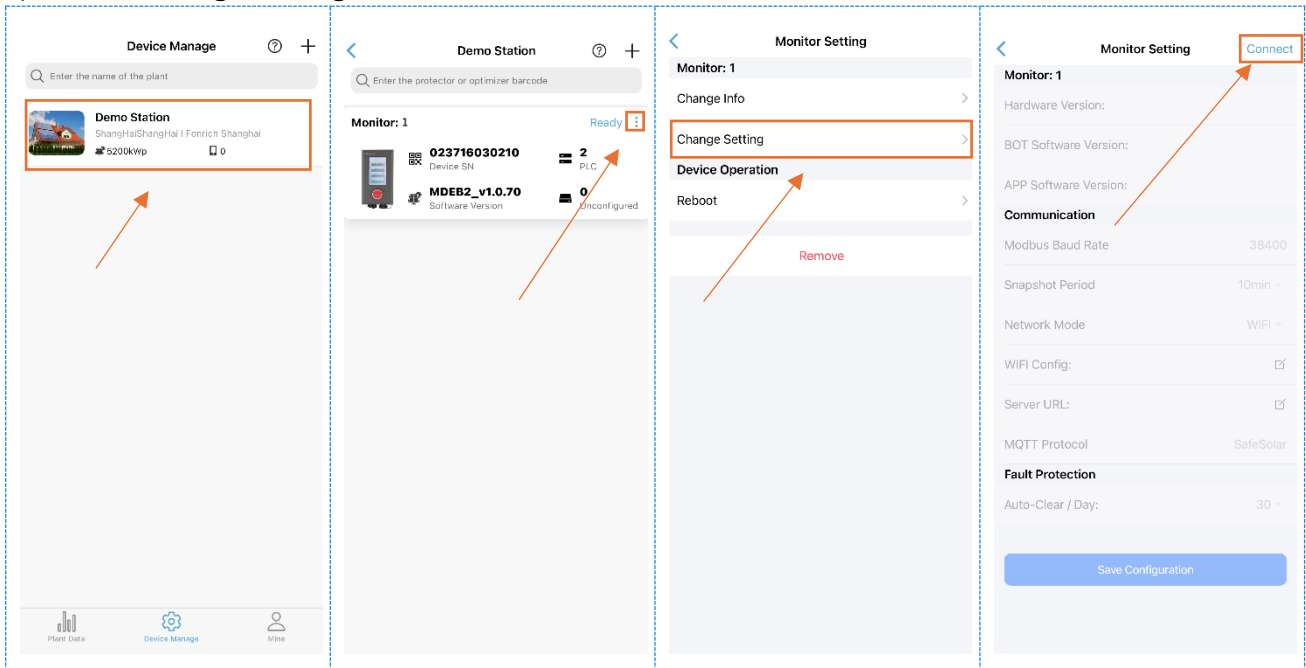 Device Manage
Enter the name of the plant
Demo Station
ShangHaiShangHai I Fonrich Shanghai
5200kWp 0
Plant Data
Device Manage
Mine
Demo Station
Enter the protector or optimizer barcode
Monitor: 1 Ready
023716030210 2
Device SN PLC
MDEB2_v1.0.70 0
Software Version Unconfigured
Monitor Setting
Monitor: 1
Change Info
Change Setting
Device Operation
Reboot
Remove
Monitor Setting Connect
Monitor: 1
Hardware Version:
BOT Software Version:
APP Software Version:
Communication
Modbus Baud Rate 38400
Snapshot Period 10min
Network Mode WIFI
WIFI Config:
Server URL:
MQTT Protocol SafeSolar
Fault Protection
Auto-Clear / Day: 30
Save Configuration